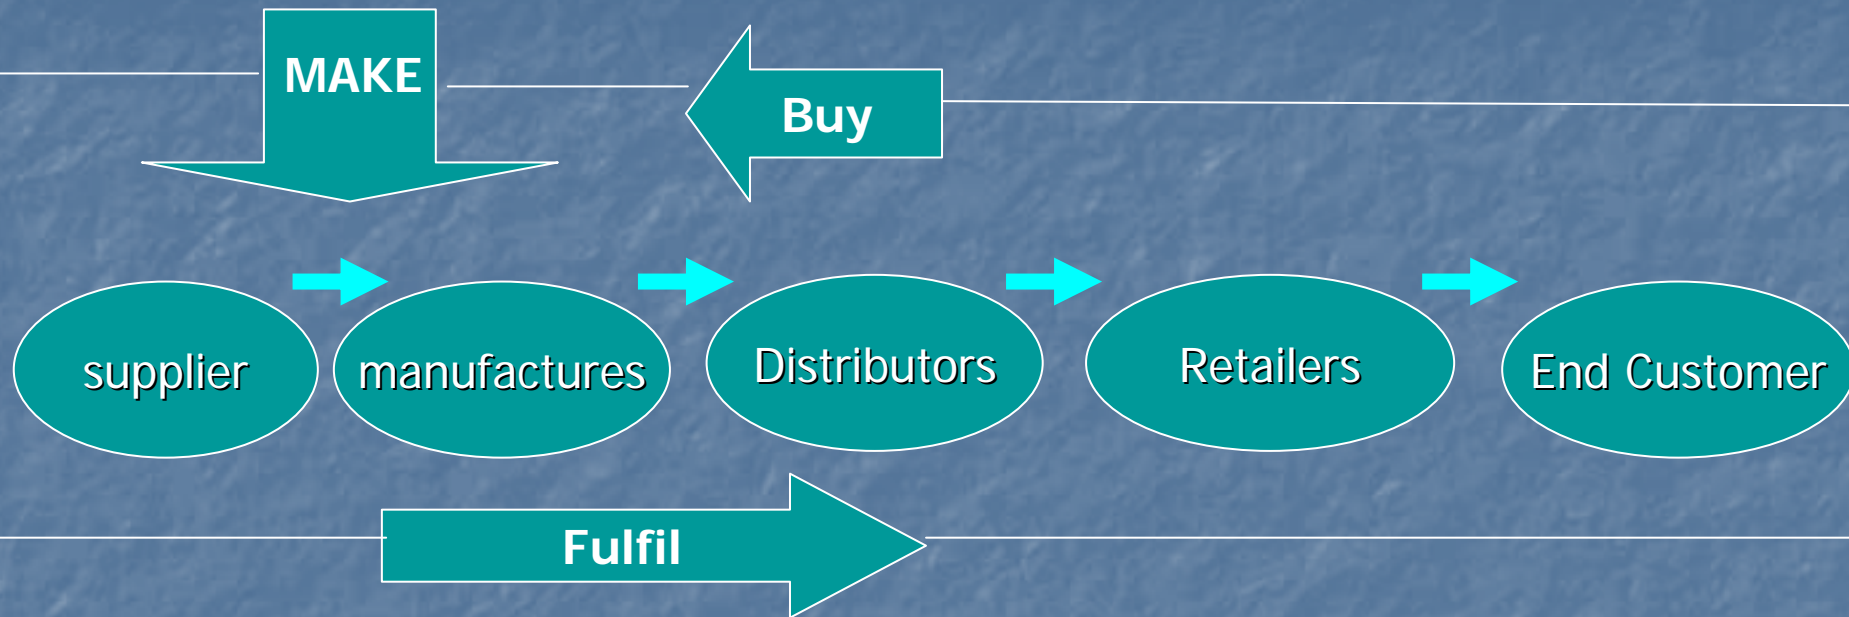 MAKE
Buy
supplier
manufactures
Distributors
Retailers
End Customer
Fulfil